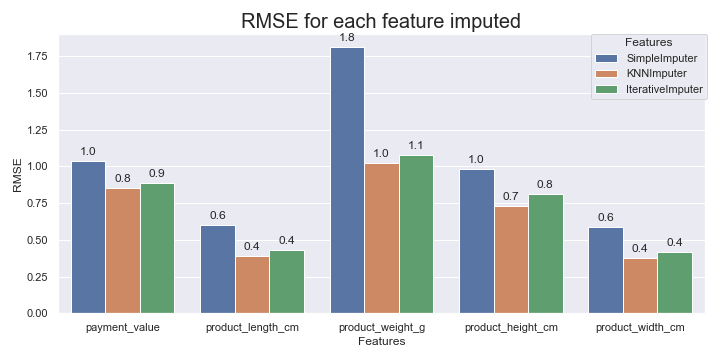 RMSE for each feature imputed
Features
SimpleImputer
KNNImputer
IterativeImputer
RMSE
1.75
1.50
1.25
1.00
0.75
0.50
0.25
0.00
1.0
0.8
0.9
0.6
0.4
0.4
1.8
1.0
1.1
1.0
0.7
0.8
0.6
0.4
0.4
payment_value
product_length_cm
product_weight_g
product_height_cm
product_width_cm
Features